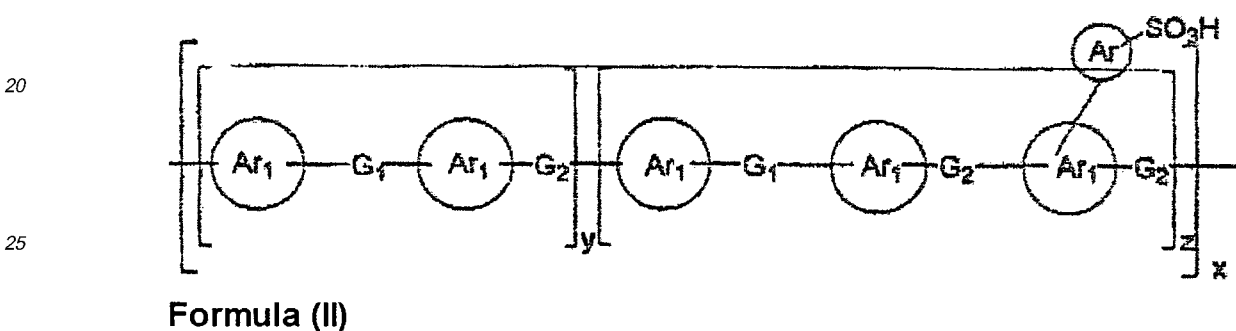 SO₃H
20
Ar
Ar₁ G₁ Ar₁ G₂ Ar₁ G₁ Ar₁ G₂ Ar₁ G₂
25
y z
x
Formula (II)